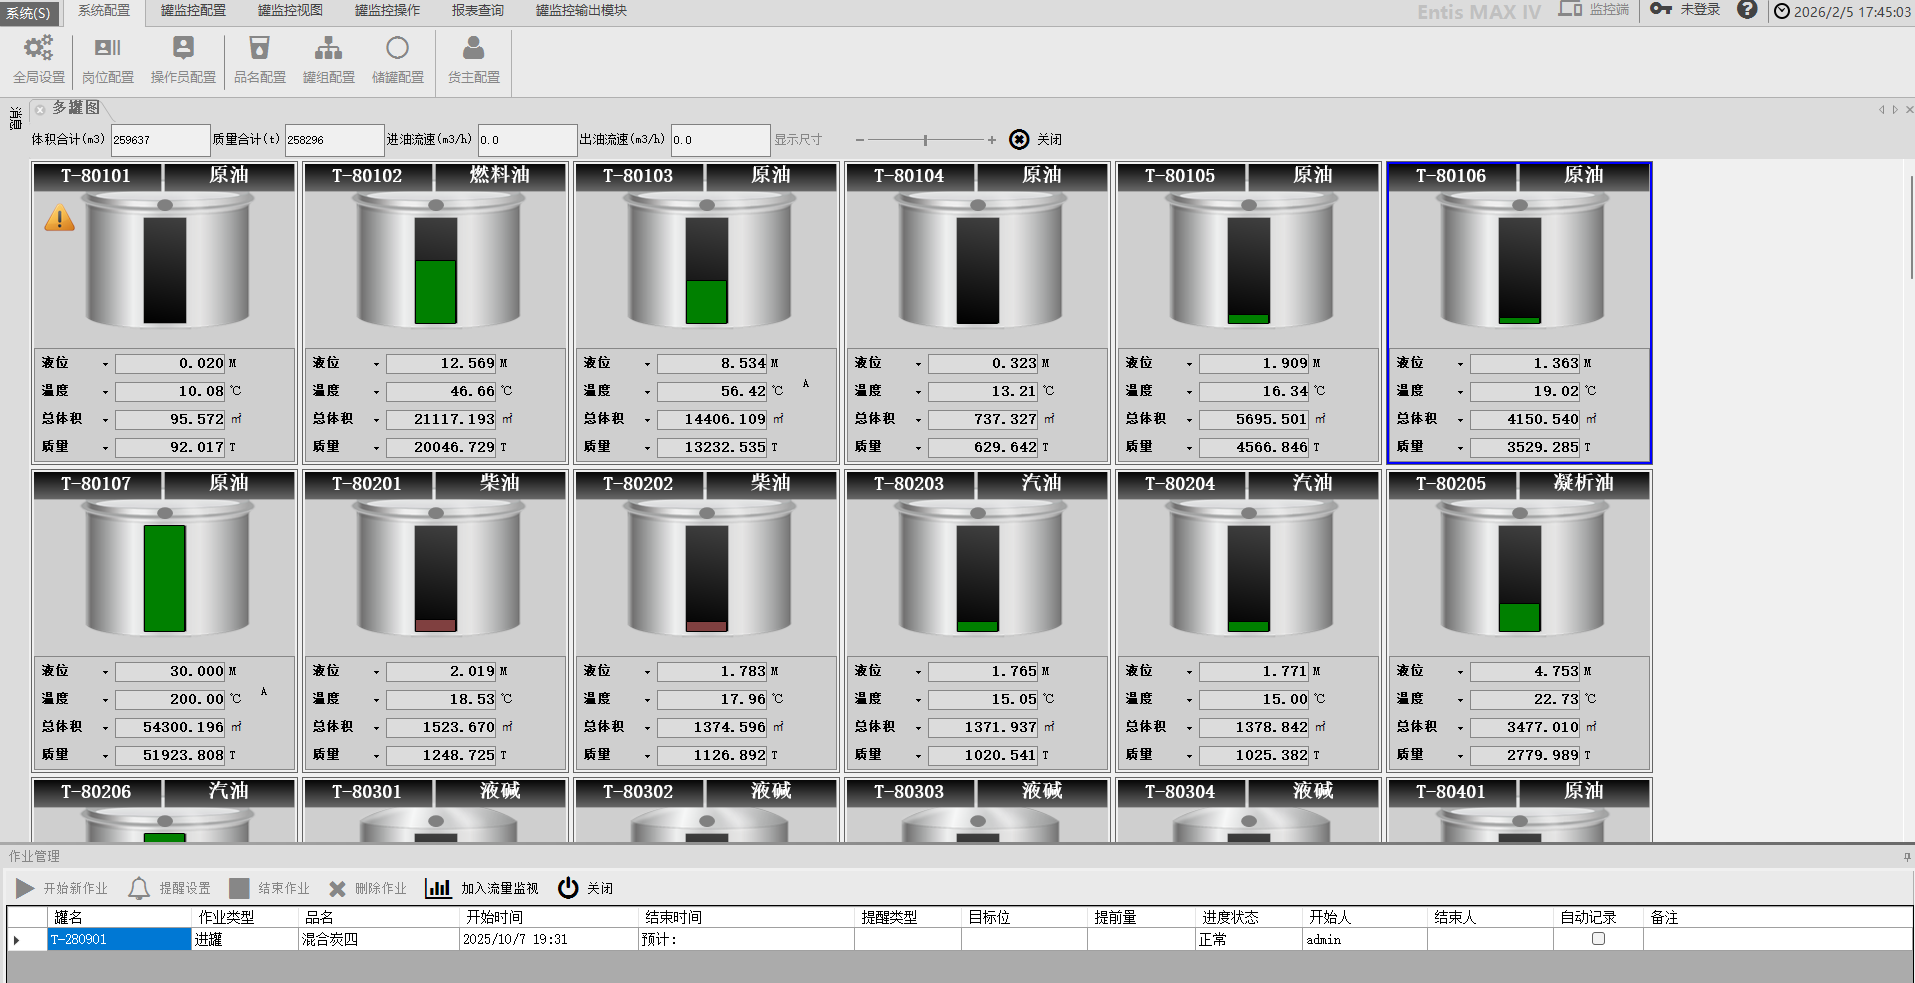 系统(S) 系统配置 罐监控配置 罐监控视图 罐监控操作 报表查询 罐监控输出模块 Entis MAX IV 监控端 未登录 2026/2/5 17:45:03
全局设置 岗位配置 操作员配置 品名配置 罐组配置 储罐配置 货主配置
消息
多罐图
体积合计(m3) 259637 质量合计(t) 258296 进油流速(m3/h) 0.0 出油流速(m3/h) 0.0 显示尺寸 关闭
T-80101 原油 T-80102 燃料油 T-80103 原油 T-80104 原油 T-80105 原油 T-80106 原油
液位 0.020 M 液位 12.569 M 液位 8.534 M 液位 0.323 M 液位 1.909 M 液位 1.363 M
温度 10.08 ℃ 温度 46.66 ℃ 温度 56.42 ℃ A 温度 13.21 ℃ 温度 16.34 ℃ 温度 19.02 ℃
总体积 95.572 ㎥ 总体积 21117.193 ㎥ 总体积 14406.109 ㎥ 总体积 737.327 ㎥ 总体积 5695.501 ㎥ 总体积 4150.540 ㎥
质量 92.017 T 质量 20046.729 T 质量 13232.535 T 质量 629.642 T 质量 4566.846 T 质量 3529.285 T
T-80107 原油 T-80201 柴油 T-80202 柴油 T-80203 汽油 T-80204 汽油 T-80205 凝析油
液位 30.000 M 液位 2.019 M 液位 1.783 M 液位 1.765 M 液位 1.771 M 液位 4.753 M
温度 200.00 ℃ A 温度 18.53 ℃ 温度 17.96 ℃ 温度 15.05 ℃ 温度 15.00 ℃ 温度 22.73 ℃
总体积 54300.196 ㎥ 总体积 1523.670 ㎥ 总体积 1374.596 ㎥ 总体积 1371.937 ㎥ 总体积 1378.842 ㎥ 总体积 3477.010 ㎥
质量 51923.808 T 质量 1248.725 T 质量 1126.892 T 质量 1020.541 T 质量 1025.382 T 质量 2779.989 T
T-80206 汽油 T-80301 液碱 T-80302 液碱 T-80303 液碱 T-80304 液碱 T-80401 原油
作业管理
开始新作业 提醒设置 结束作业 删除作业 加入流量监视 关闭
罐名 作业类型 品名 开始时间 结束时间 提醒类型 目标位 提前量 进度状态 开始人 结束人 自动记录 备注
T-280901 进罐 混合炭四 2025/10/7 19:31 预计: 正常 admin